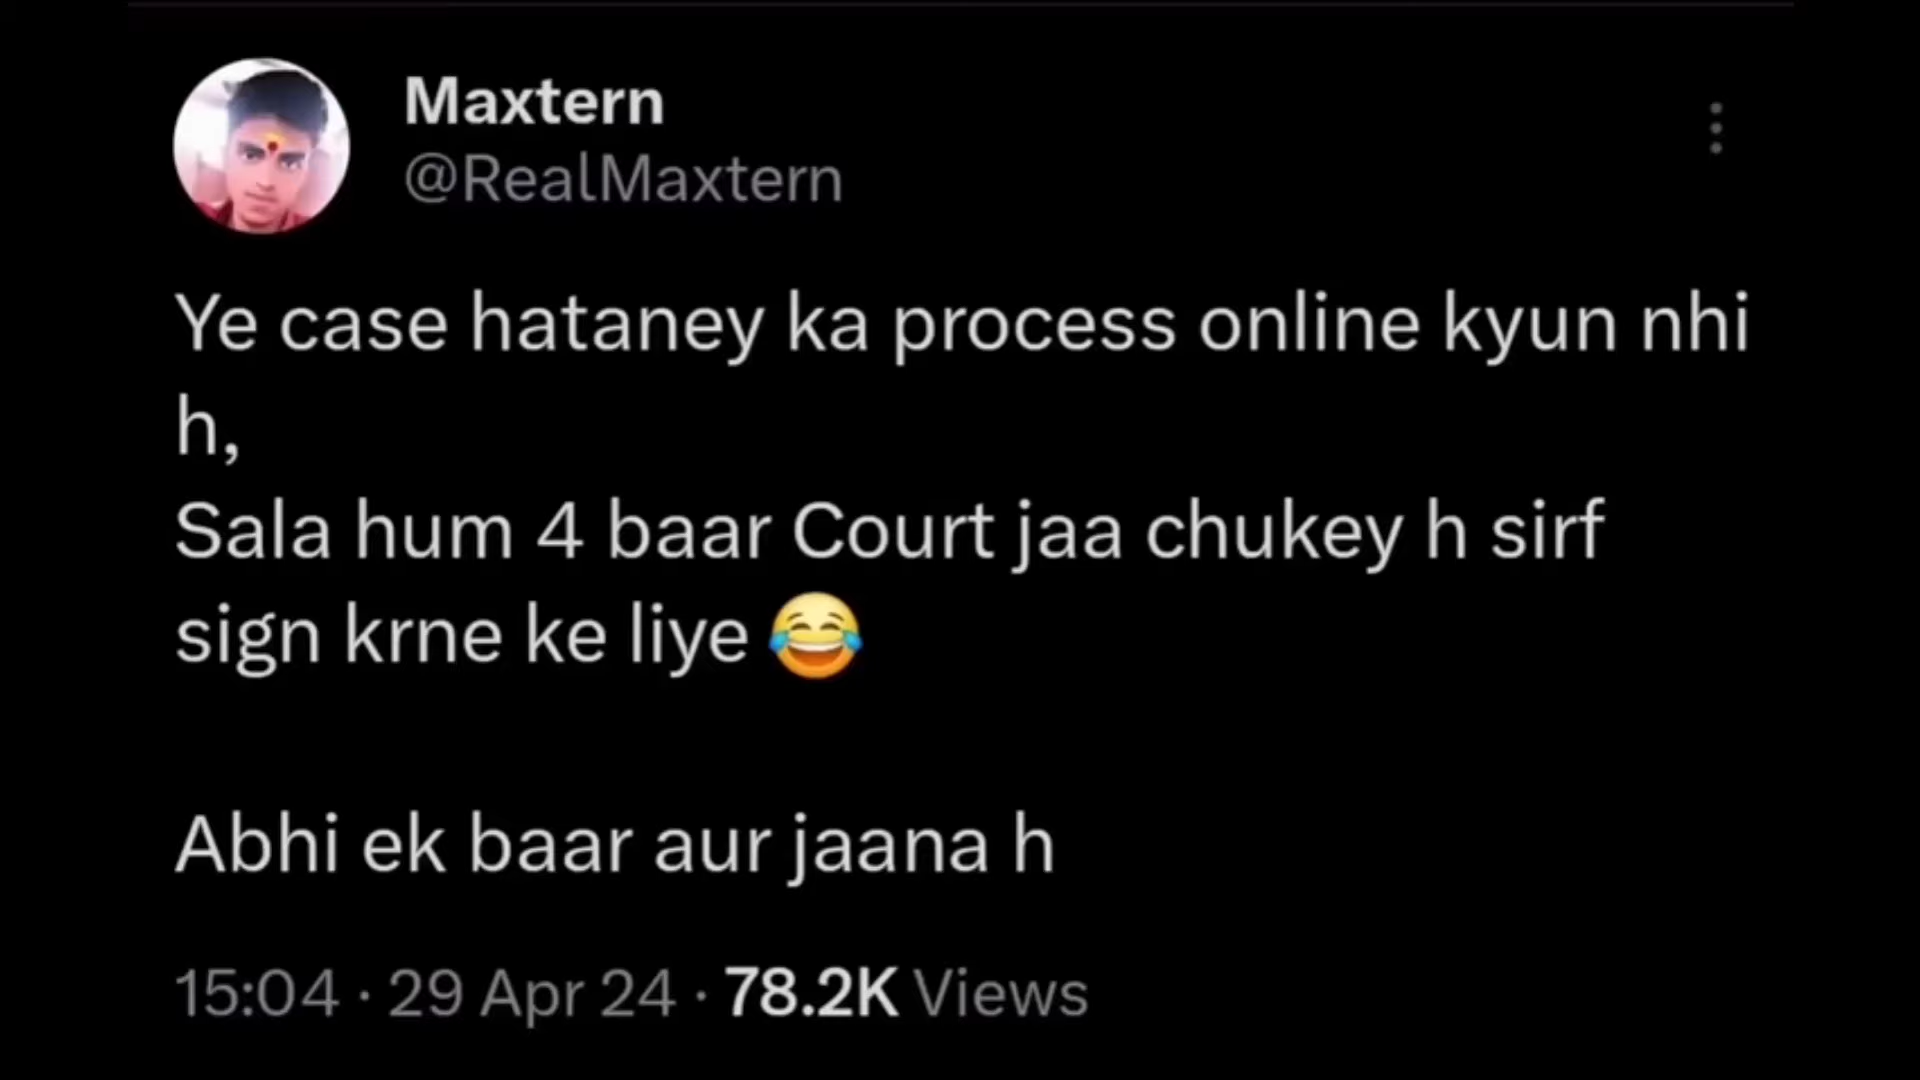 Maxtern
@RealMaxtern
Ye case hataney ka process online kyun nhi
h,
Sala hum 4 baar Court jaa chukey h sirf
sign krne ke liye 😂
Abhi ek baar aur jaana h
15:04 · 29 Apr 24 · 78.2K Views